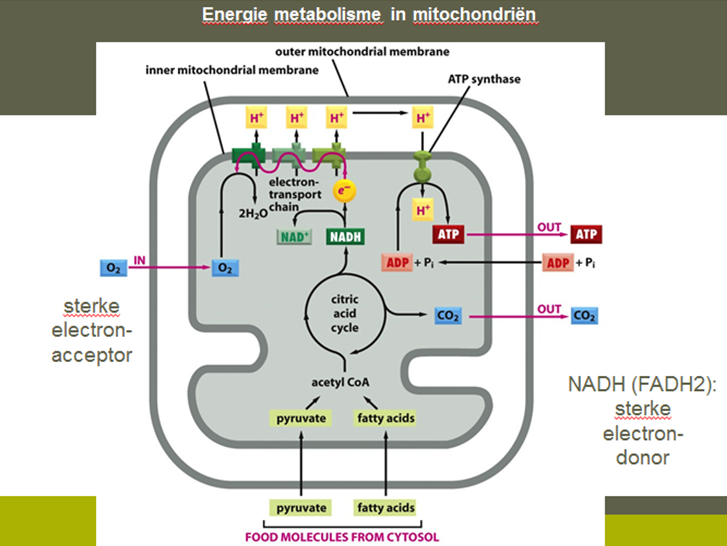 Energie metabolisme in mitochondriën
outer mitochondrial membrane
inner mitochondrial membrane
ATP synthase
H+ H+ H+ H+
electron-
transport
chain
e–
2H2O
H+
NAD+ NADH
ATP OUT ATP
ADP + Pi ADP + Pi
O2 IN O2
sterke
electron-
acceptor
citric
acid
cycle
CO2 OUT CO2
acetyl CoA
NADH (FADH2):
sterke
electron-
donor
pyruvate fatty acids
pyruvate fatty acids
FOOD MOLECULES FROM CYTOSOL